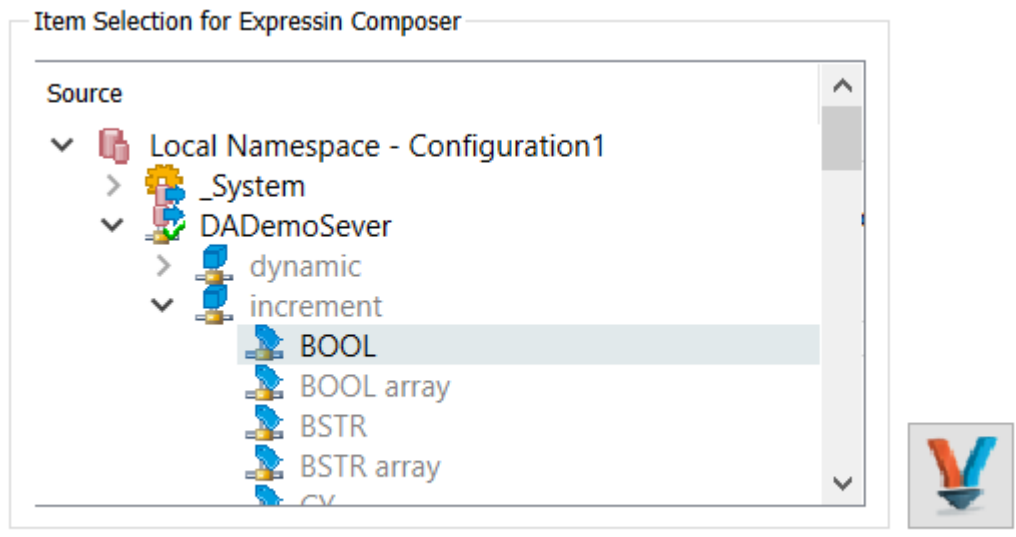 Item Selection for Expressin Composer
Source
Local Namespace - Configuration1
_System
DADemoSever
dynamic
increment
BOOL
BOOL array
BSTR
BSTR array
CY